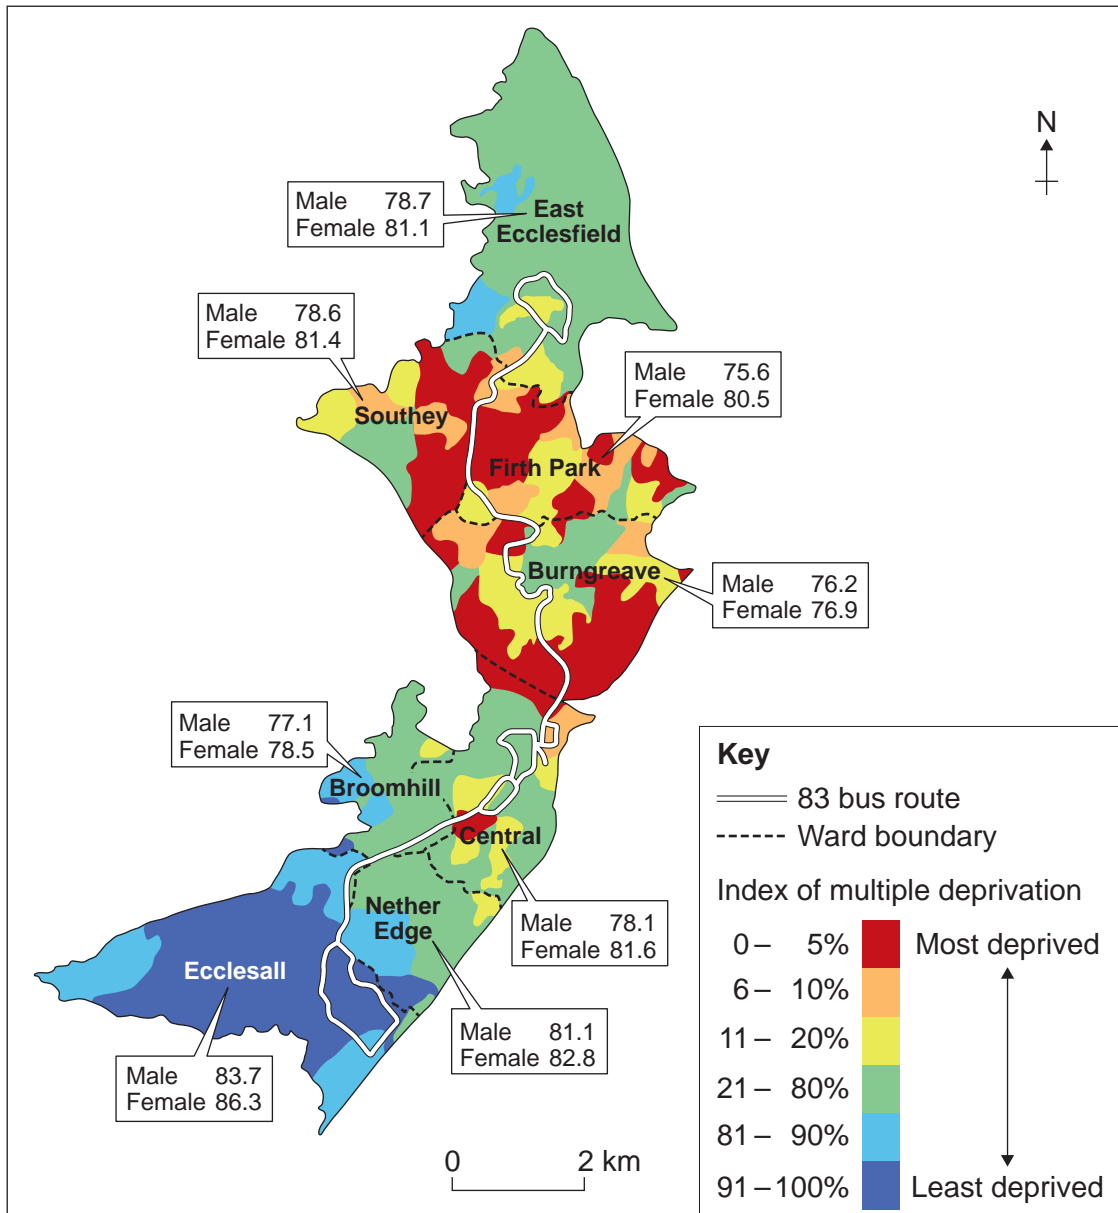 N
Male 78.7
Female 81.1
East
Ecclesfield
Male 78.6
Female 81.4
Male 75.6
Female 80.5
Southey
Firth Park
Burngreave
Male 76.2
Female 76.9
Male 77.1
Female 78.5
Broomhill
Central
Nether
Edge
Male 78.1
Female 81.6
Ecclesall
Male 81.1
Female 82.8
Male 83.7
Female 86.3
0 2 km
Key
83 bus route
Ward boundary
Index of multiple deprivation
0 – 5% Most deprived
6 – 10%
11 – 20%
21 – 80%
81 – 90%
91 – 100% Least deprived